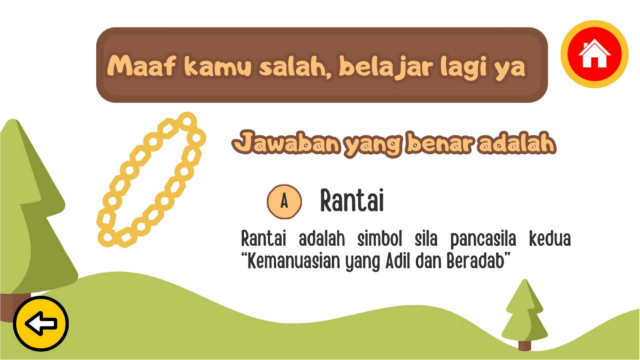 Maaf kamu salah, belajar lagi ya
Jawaban yang benar adalah
A Rantai
Rantai adalah simbol sila pancasila kedua
“Kemanuasian yang Adil dan Beradab”